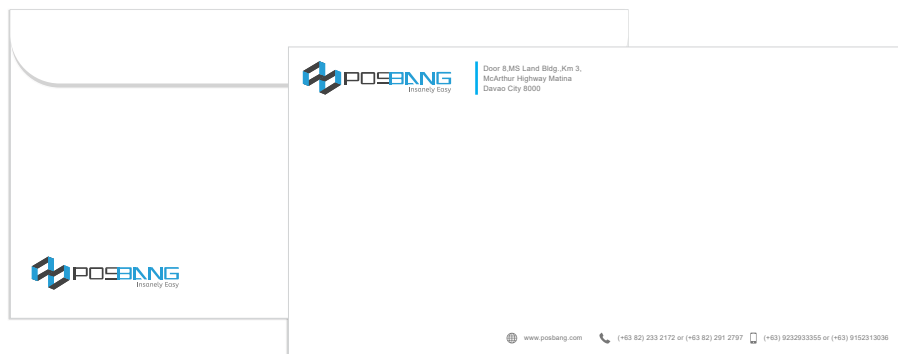 POSBANG
Insanely Easy
Door 8,MS Land Bldg.,Km 3,
McArthur Highway Matina
Davao City 8000
POSBANG
Insanely Easy
www.posbang.com (+63 82) 233 2172 or (+63 82) 291 2797 (+63) 9232933355 or (+63) 9152313036